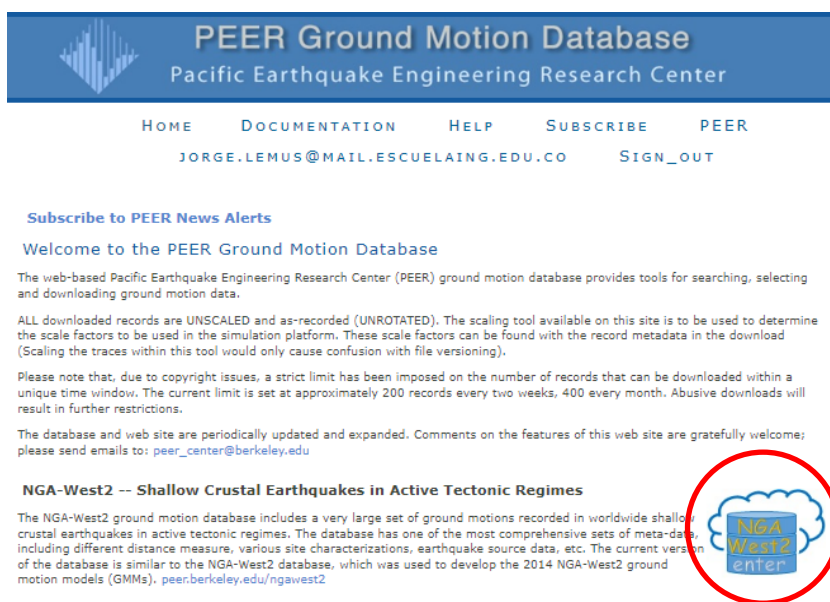 PEER Ground Motion Database
Pacific Earthquake Engineering Research Center
HOME DOCUMENTATION HELP SUBSCRIBE PEER
JORGE.LEMUS@MAIL.ESCUELAING.EDU.CO SIGN_OUT
Subscribe to PEER News Alerts
Welcome to the PEER Ground Motion Database
The web-based Pacific Earthquake Engineering Research Center (PEER) ground motion database provides tools for searching, selecting
and downloading ground motion data.
ALL downloaded records are UNSCALED and as-recorded (UNROTATED). The scaling tool available on this site is to be used to determine
the scale factors to be used in the simulation platform. These scale factors can be found with the record metadata in the download
(Scaling the traces within this tool would only cause confusion with file versioning).
Please note that, due to copyright issues, a strict limit has been imposed on the number of records that can be downloaded within a
unique time window. The current limit is set at approximately 200 records every two weeks, 400 every month. Abusive downloads will
result in further restrictions.
The database and web site are periodically updated and expanded. Comments on the features of this web site are gratefully welcome;
please send emails to: peer_center@berkeley.edu
NGA-West2 -- Shallow Crustal Earthquakes in Active Tectonic Regimes
The NGA-West2 ground motion database includes a very large set of ground motions recorded in worldwide shallow
crustal earthquakes in active tectonic regimes. The database has one of the most comprehensive sets of meta-data,
including different distance measure, various site characterizations, earthquake source data, etc. The current version
of the database is similar to the NGA-West2 database, which was used to develop the 2014 NGA-West2 ground
motion models (GMMs). peer.berkeley.edu/ngawest2
NGA
West2
enter